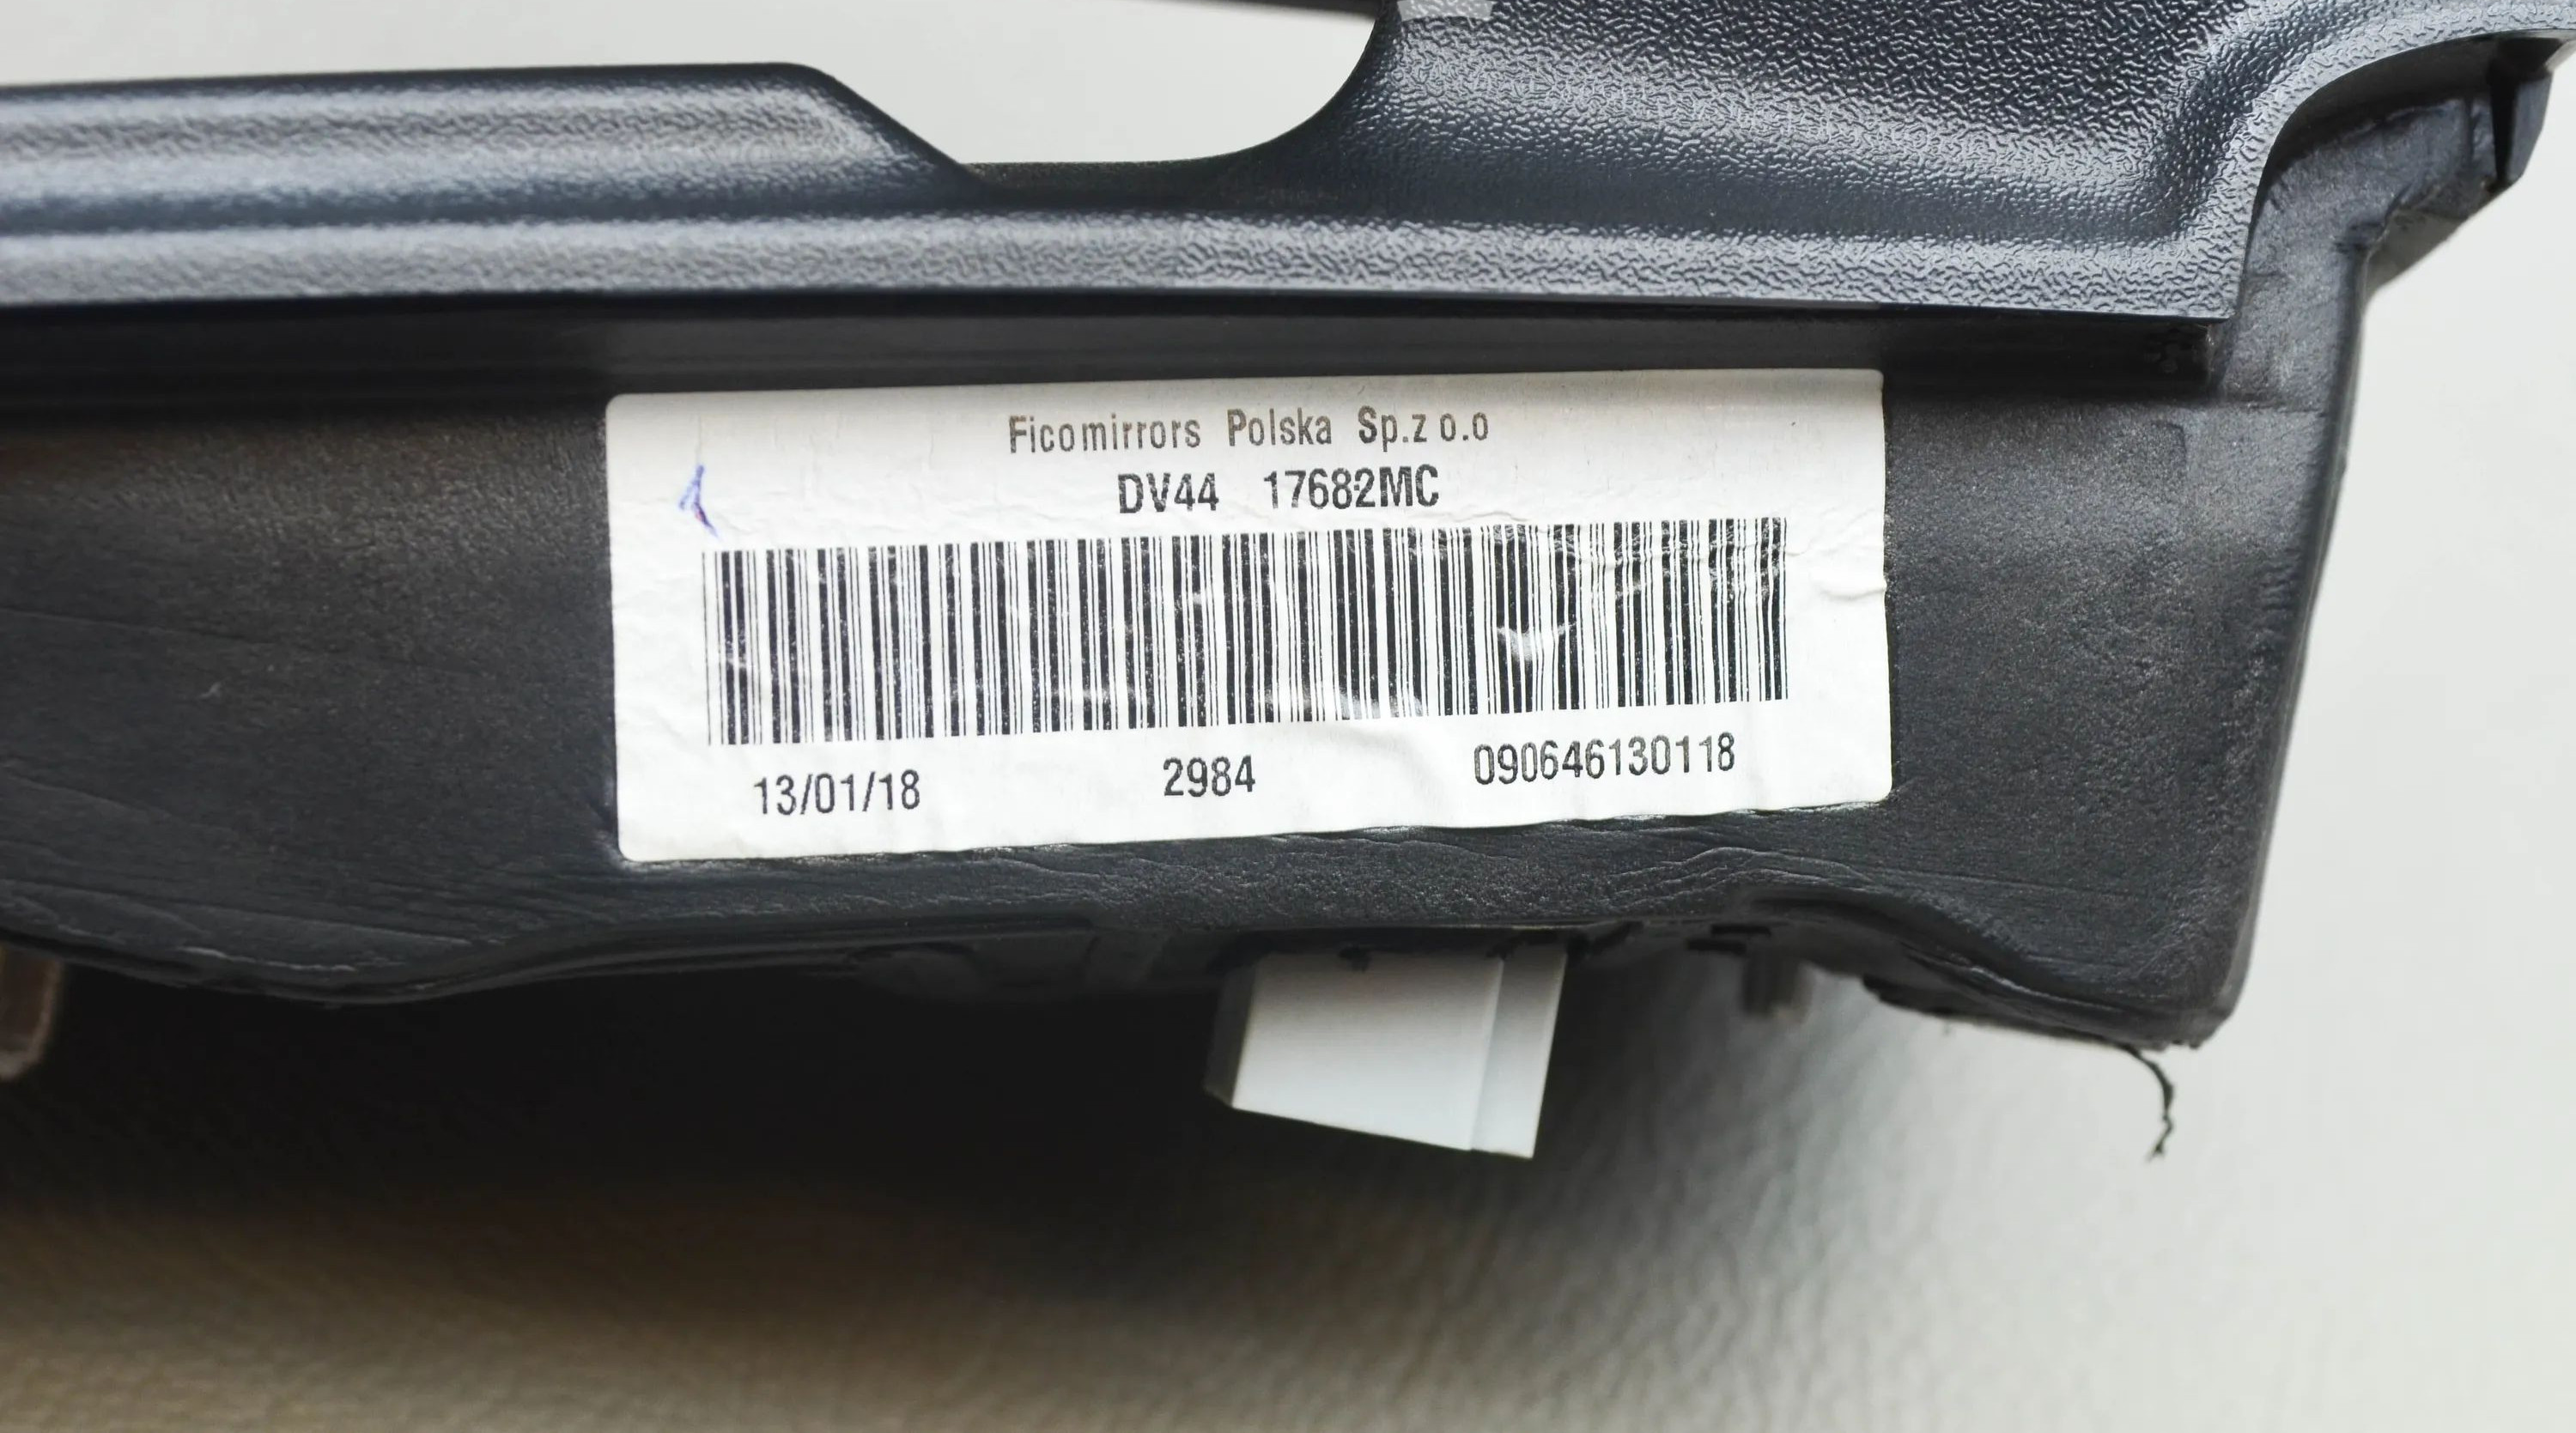 Ficomirrors Polska Sp.z o.o
DV44 17682MC
13/01/18 2984 090646130118